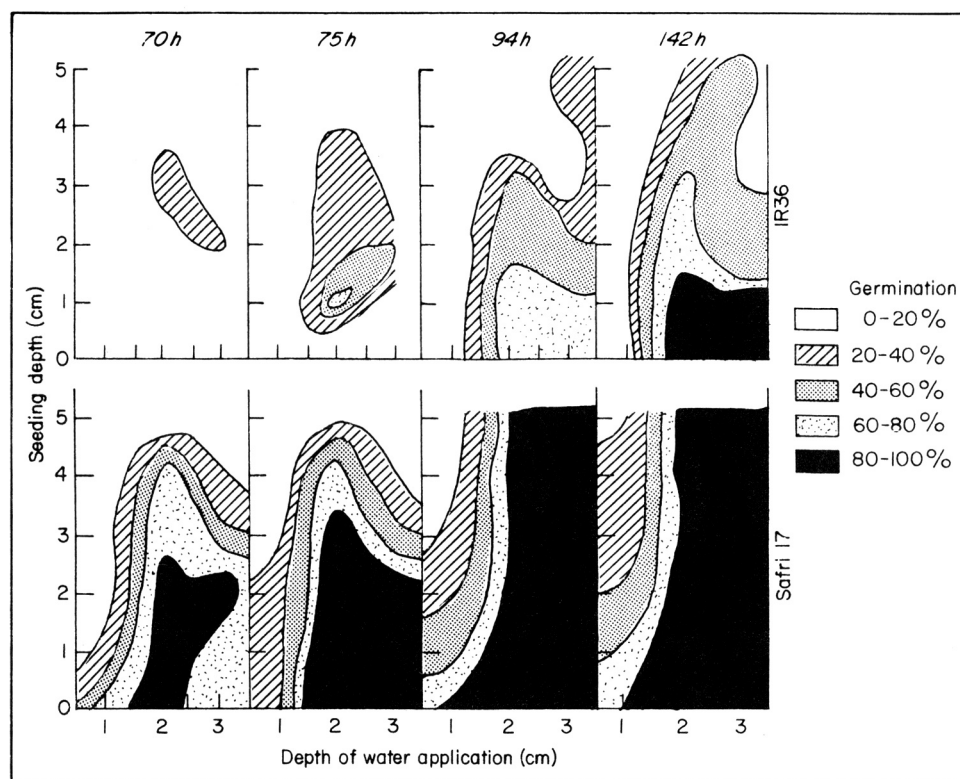 70h 75h 94h 142h
5
4
3
2
1
0
IR36
Seeding depth (cm)
Germination
0-20%
20-40%
40-60%
60-80%
80-100%
5
4
3
2
1
0
Safri 17
1 2 3 1 2 3 1 2 3 1 2 3
Depth of water application (cm)